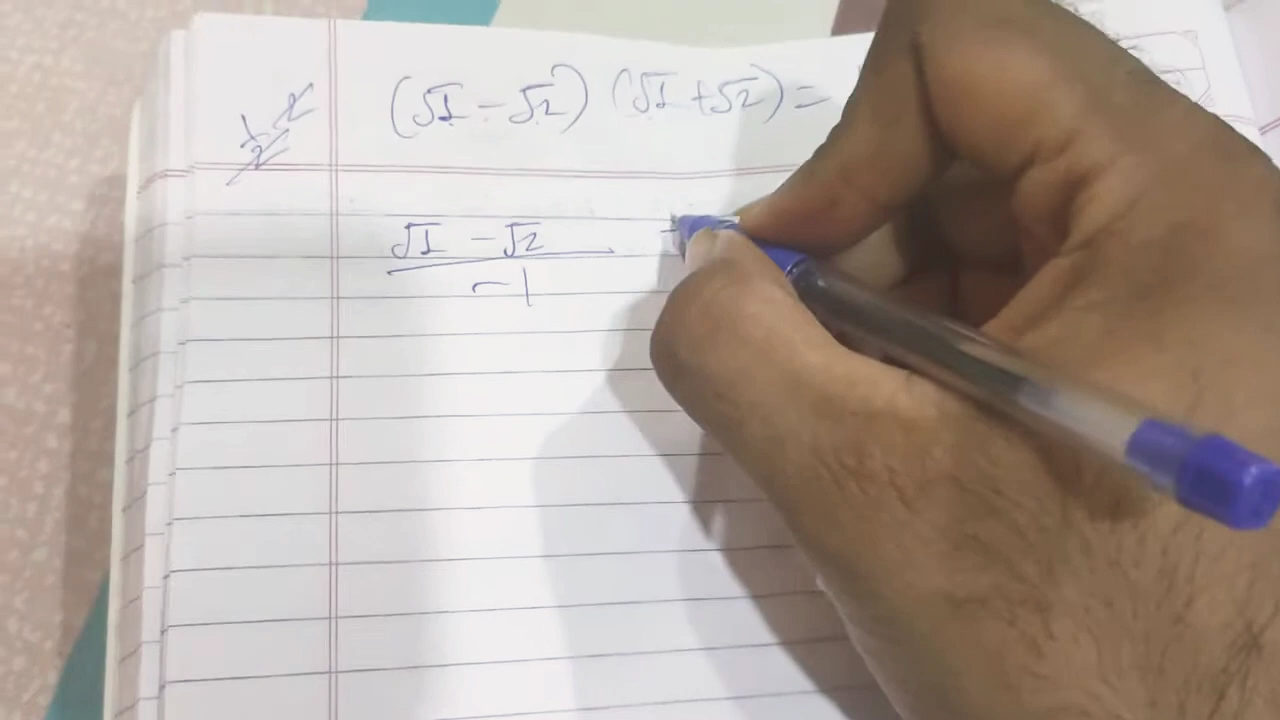 (√1 - √2) (√1 + √2) =
√1 - √2
-1